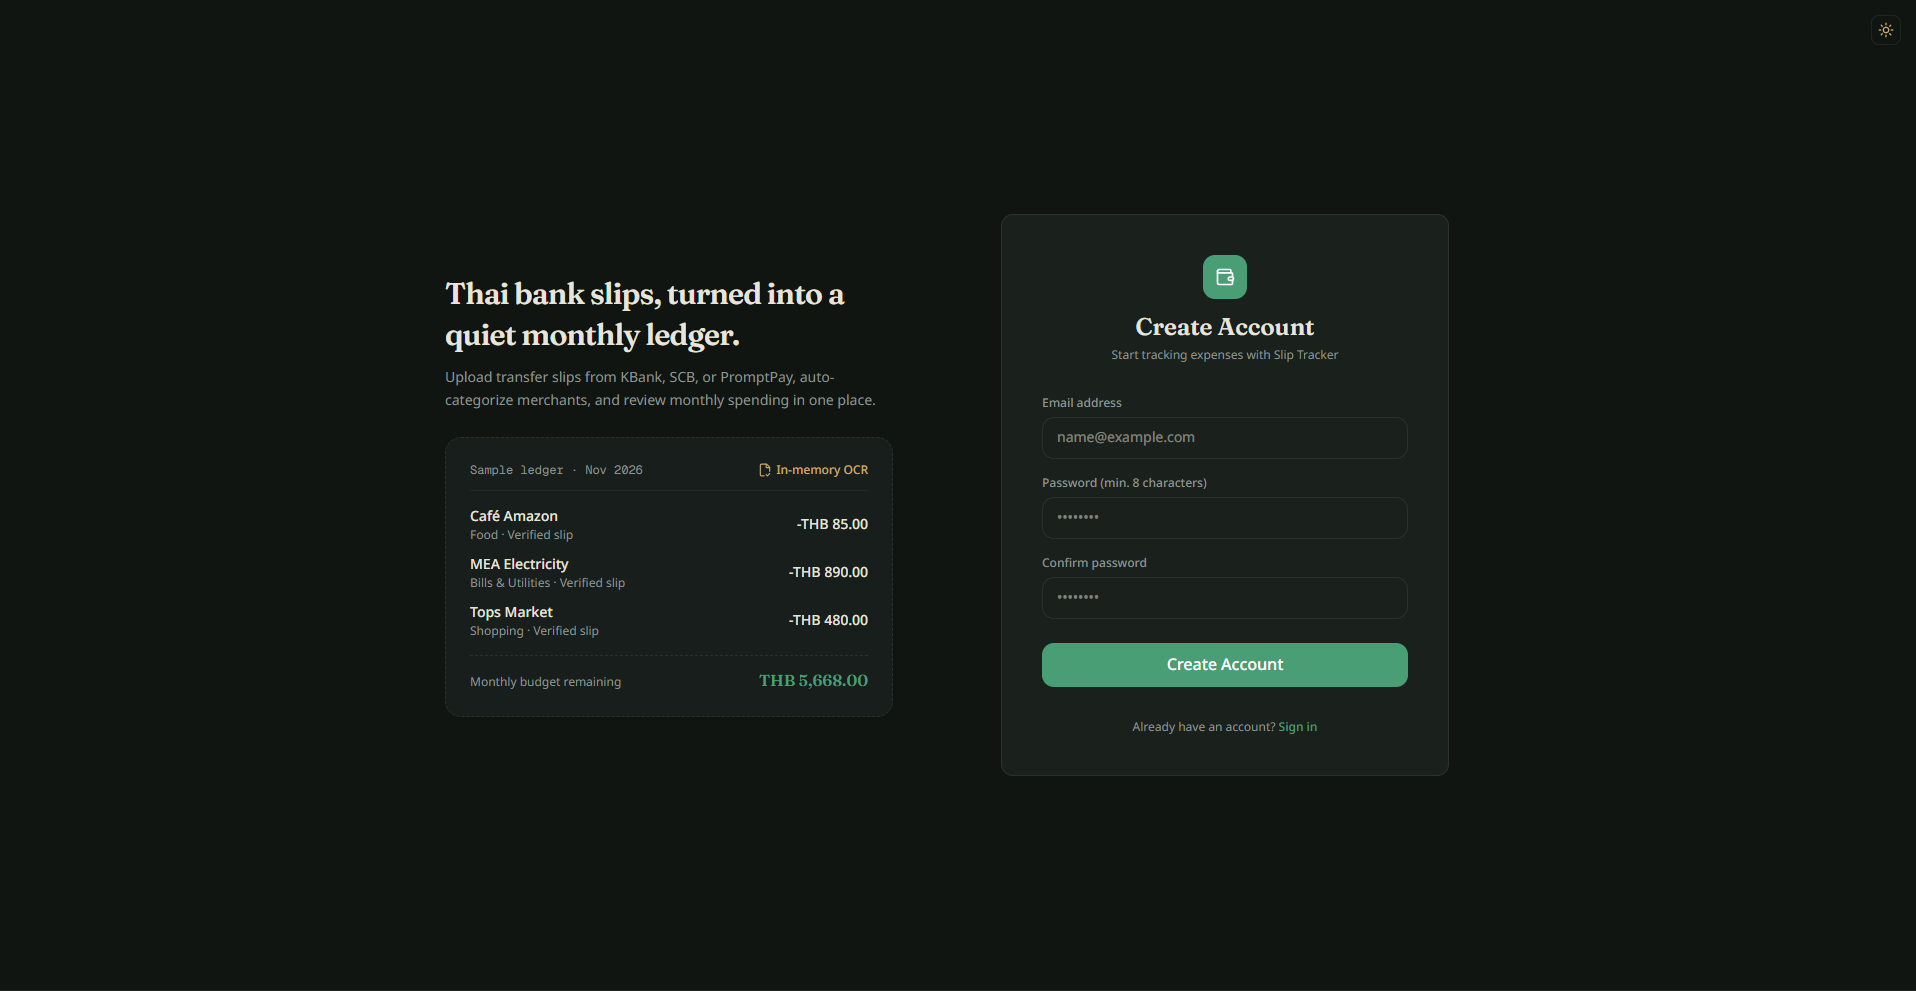 Thai bank slips, turned into a
quiet monthly ledger.
Upload transfer slips from KBank, SCB, or PromptPay, auto-
categorize merchants, and review monthly spending in one place.
Sample ledger · Nov 2026
In-memory OCR
Café Amazon
-THB 85.00
Food · Verified slip
MEA Electricity
-THB 890.00
Bills & Utilities · Verified slip
Tops Market
-THB 480.00
Shopping · Verified slip
Monthly budget remaining
THB 5,668.00
Create Account
Start tracking expenses with Slip Tracker
Email address
name@example.com
Password (min. 8 characters)
••••••••
Confirm password
••••••••
Create Account
Already have an account? Sign in